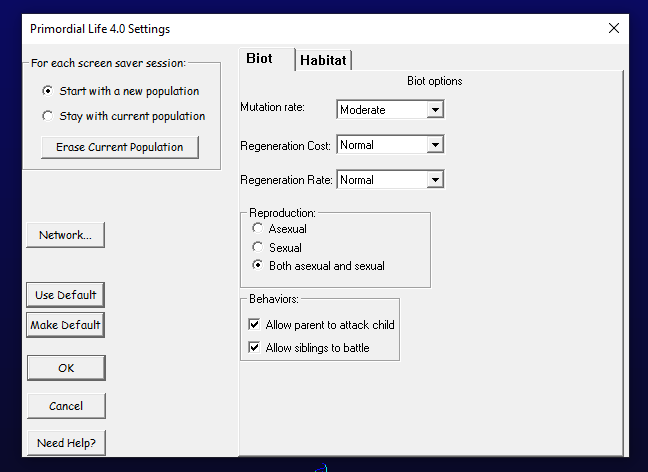 Primordial Life 4.0 Settings
For each screen saver session:
Start with a new population
Stay with current population
Erase Current Population
Network...
Use Default
Make Default
OK
Cancel
Need Help?
Biot
Habitat
Biot options
Mutation rate:
Moderate
Regeneration Cost:
Normal
Regeneration Rate:
Normal
Reproduction:
Asexual
Sexual
Both asexual and sexual
Behaviors:
Allow parent to attack child
Allow siblings to battle